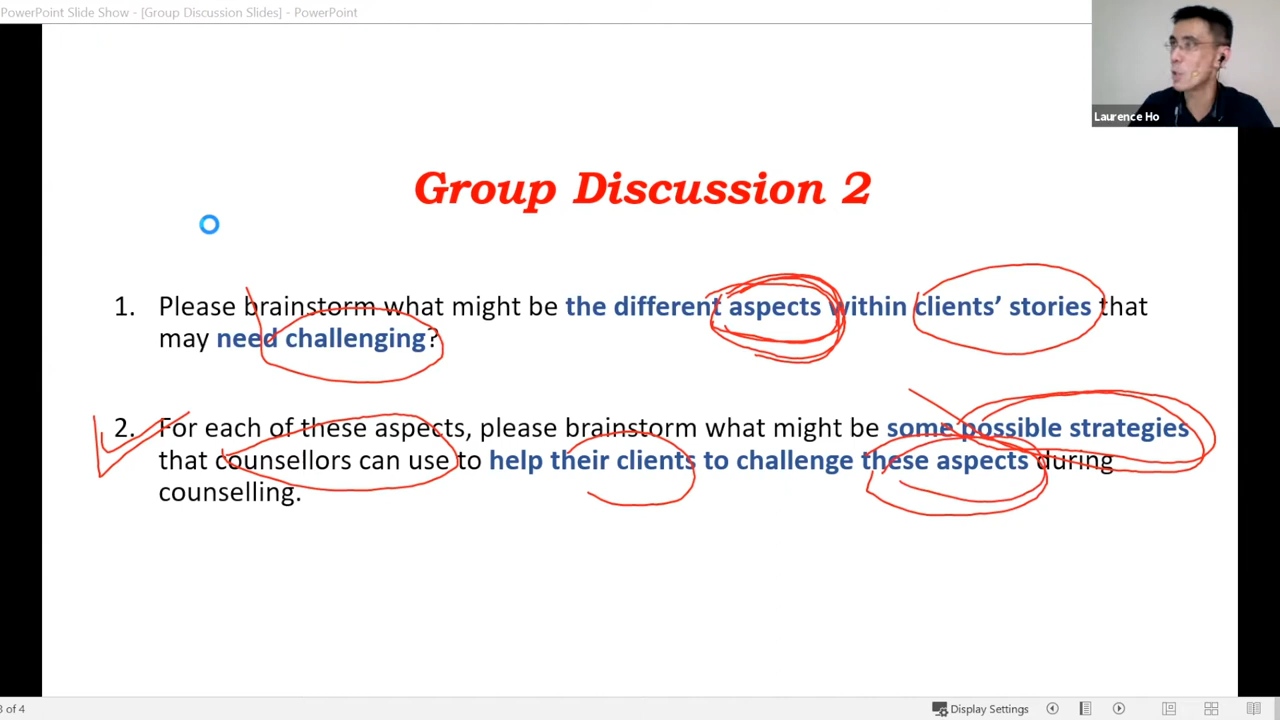 PowerPoint Slide Show - [Group Discussion Slides] - PowerPoint
Laurence Ho
Group Discussion 2
1. Please brainstorm what might be the different aspects within clients’ stories that
may need challenging?
2. For each of these aspects, please brainstorm what might be some possible strategies
that counsellors can use to help their clients to challenge these aspects during
counselling.
3 of 4
Display Settings